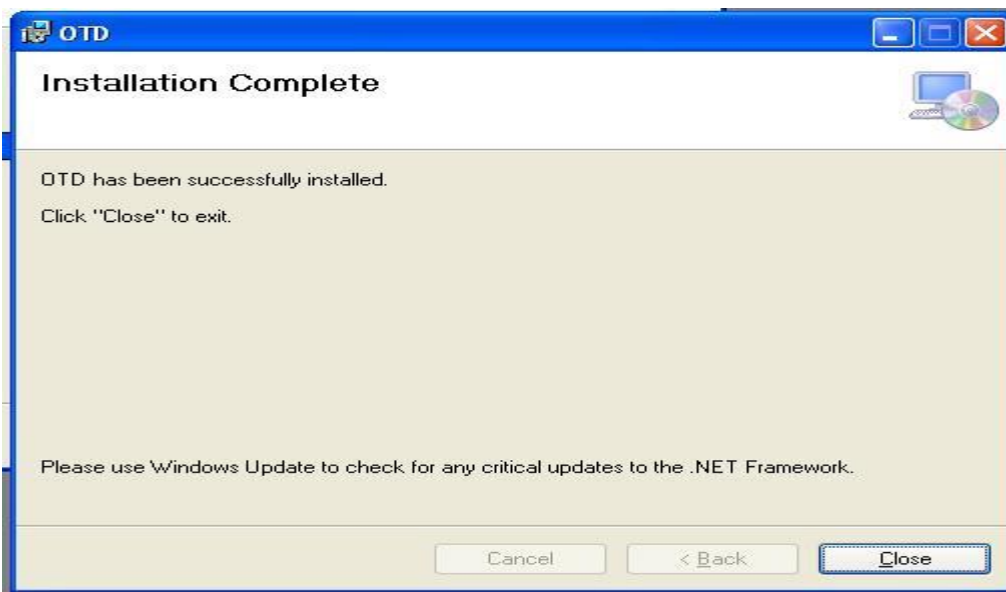 OTD
Installation Complete
OTD has been successfully installed.
Click "Close" to exit.
Please use Windows Update to check for any critical updates to the .NET Framework.
Cancel
< Back
Close